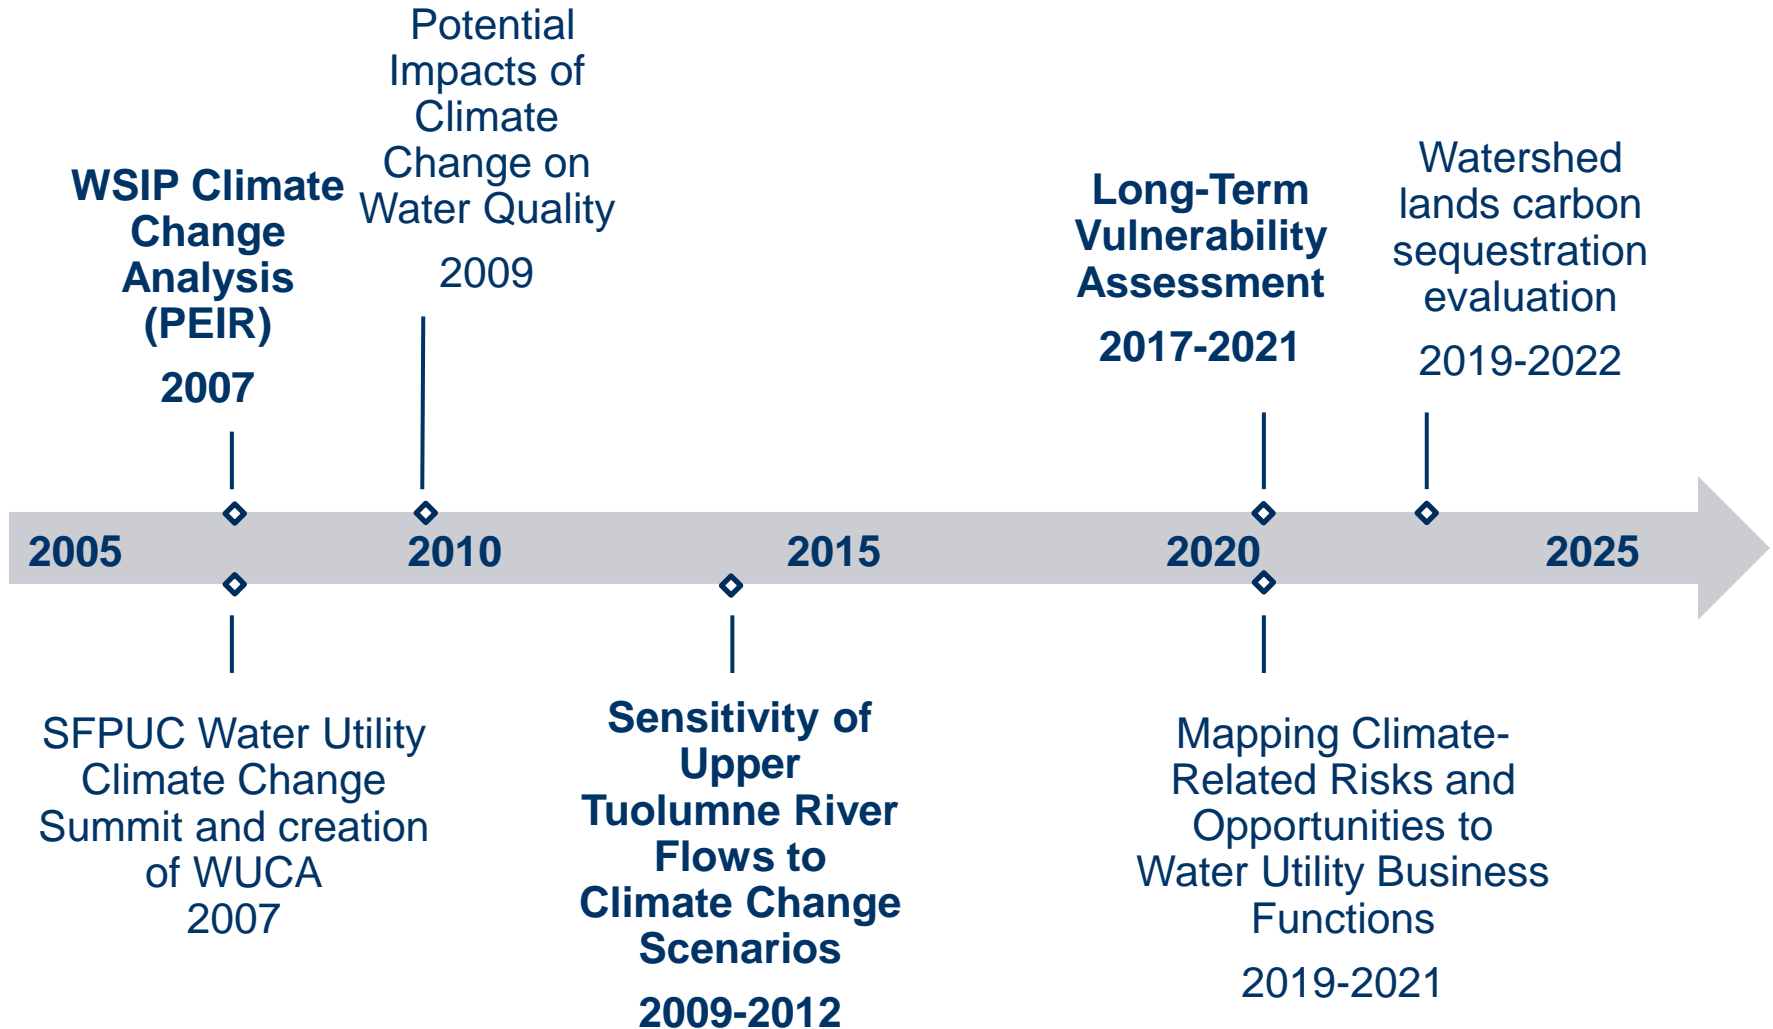 WSIP Climate
Change
Analysis
(PEIR)
2007
Potential
Impacts of
Climate
Change on
Water Quality
2009
Long-Term
Vulnerability
Assessment
2017-2021
Watershed
lands carbon
sequestration
evaluation
2019-2022
2005
2010
2015
2020
2025
SFPUC Water Utility
Climate Change
Summit and creation
of WUCA
2007
Sensitivity of
Upper
Tuolumne River
Flows to
Climate Change
Scenarios
2009-2012
Mapping Climate-
Related Risks and
Opportunities to
Water Utility Business
Functions
2019-2021